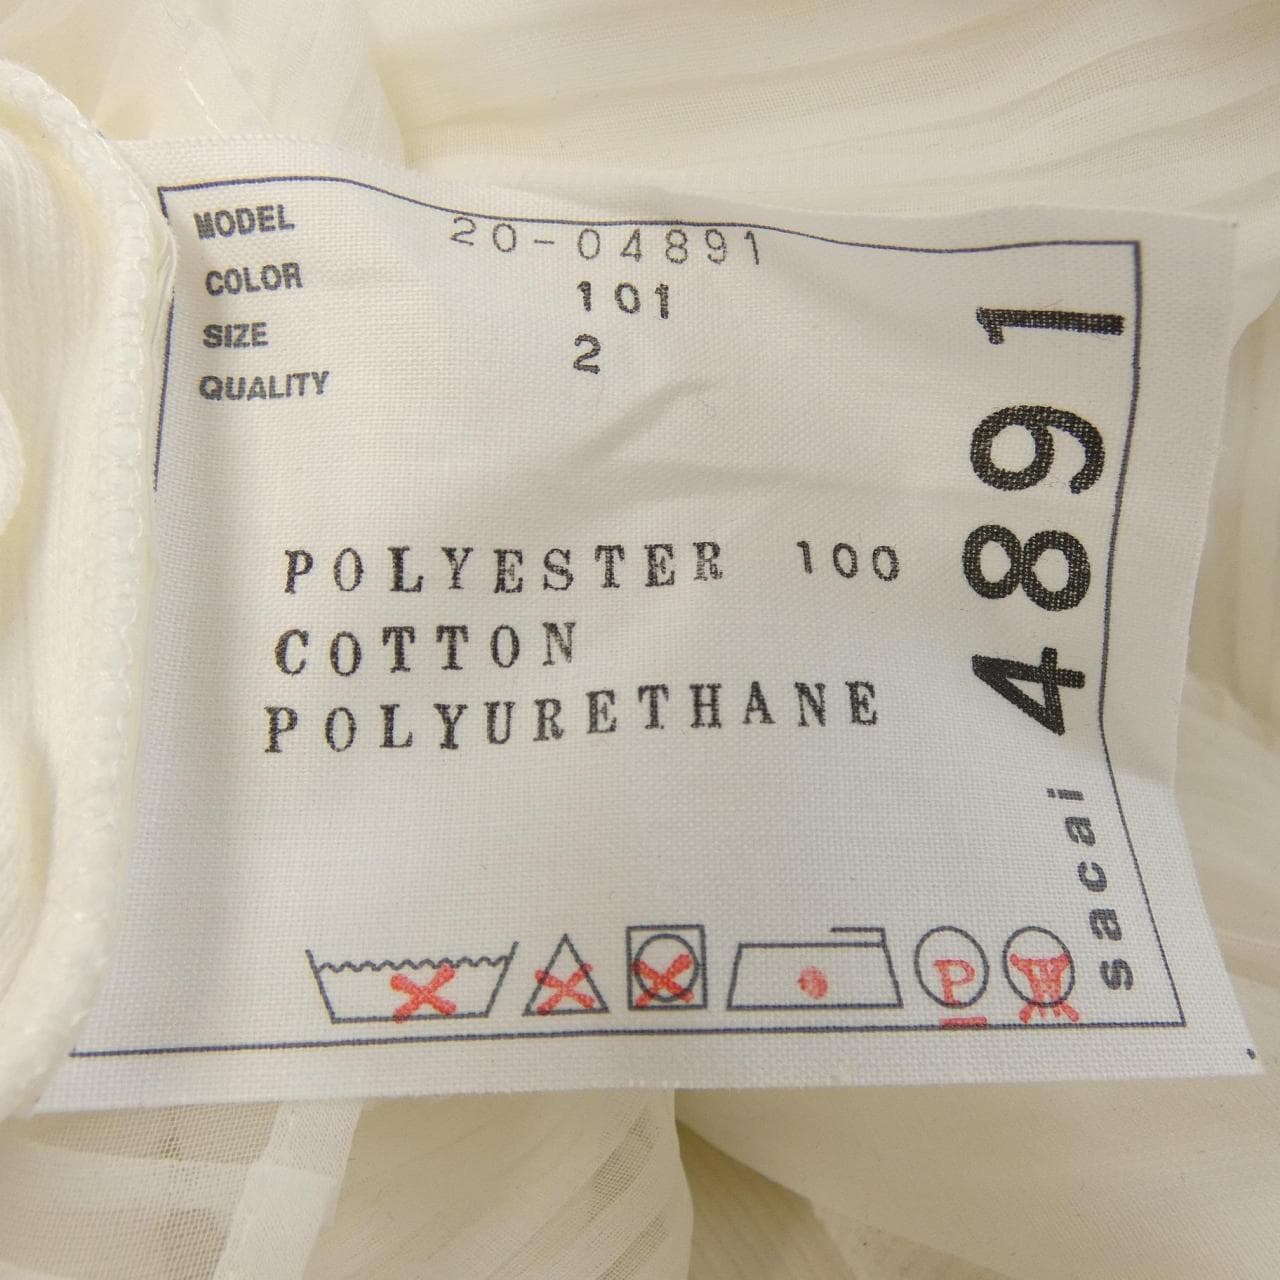 MODEL 20-04891
COLOR 101
SIZE 2
QUALITY
POLYESTER 100
COTTON
POLYURETHANE
4891
sacai
P
W